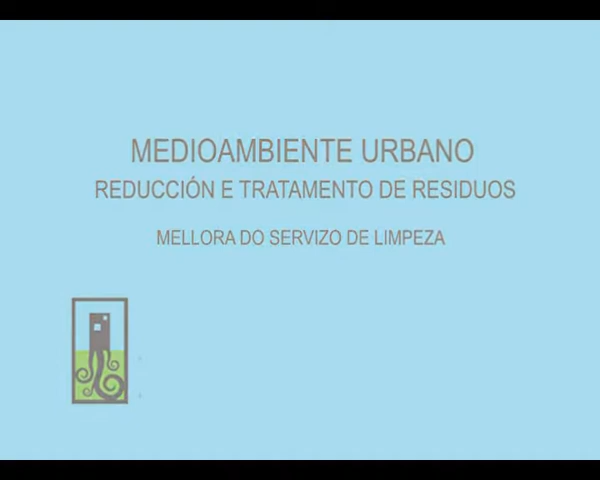 MEDIOAMBIENTE URBANO
REDUCCIÓN E TRATAMENTO DE RESIDUOS
MELLORA DO SERVIZO DE LIMPEZA